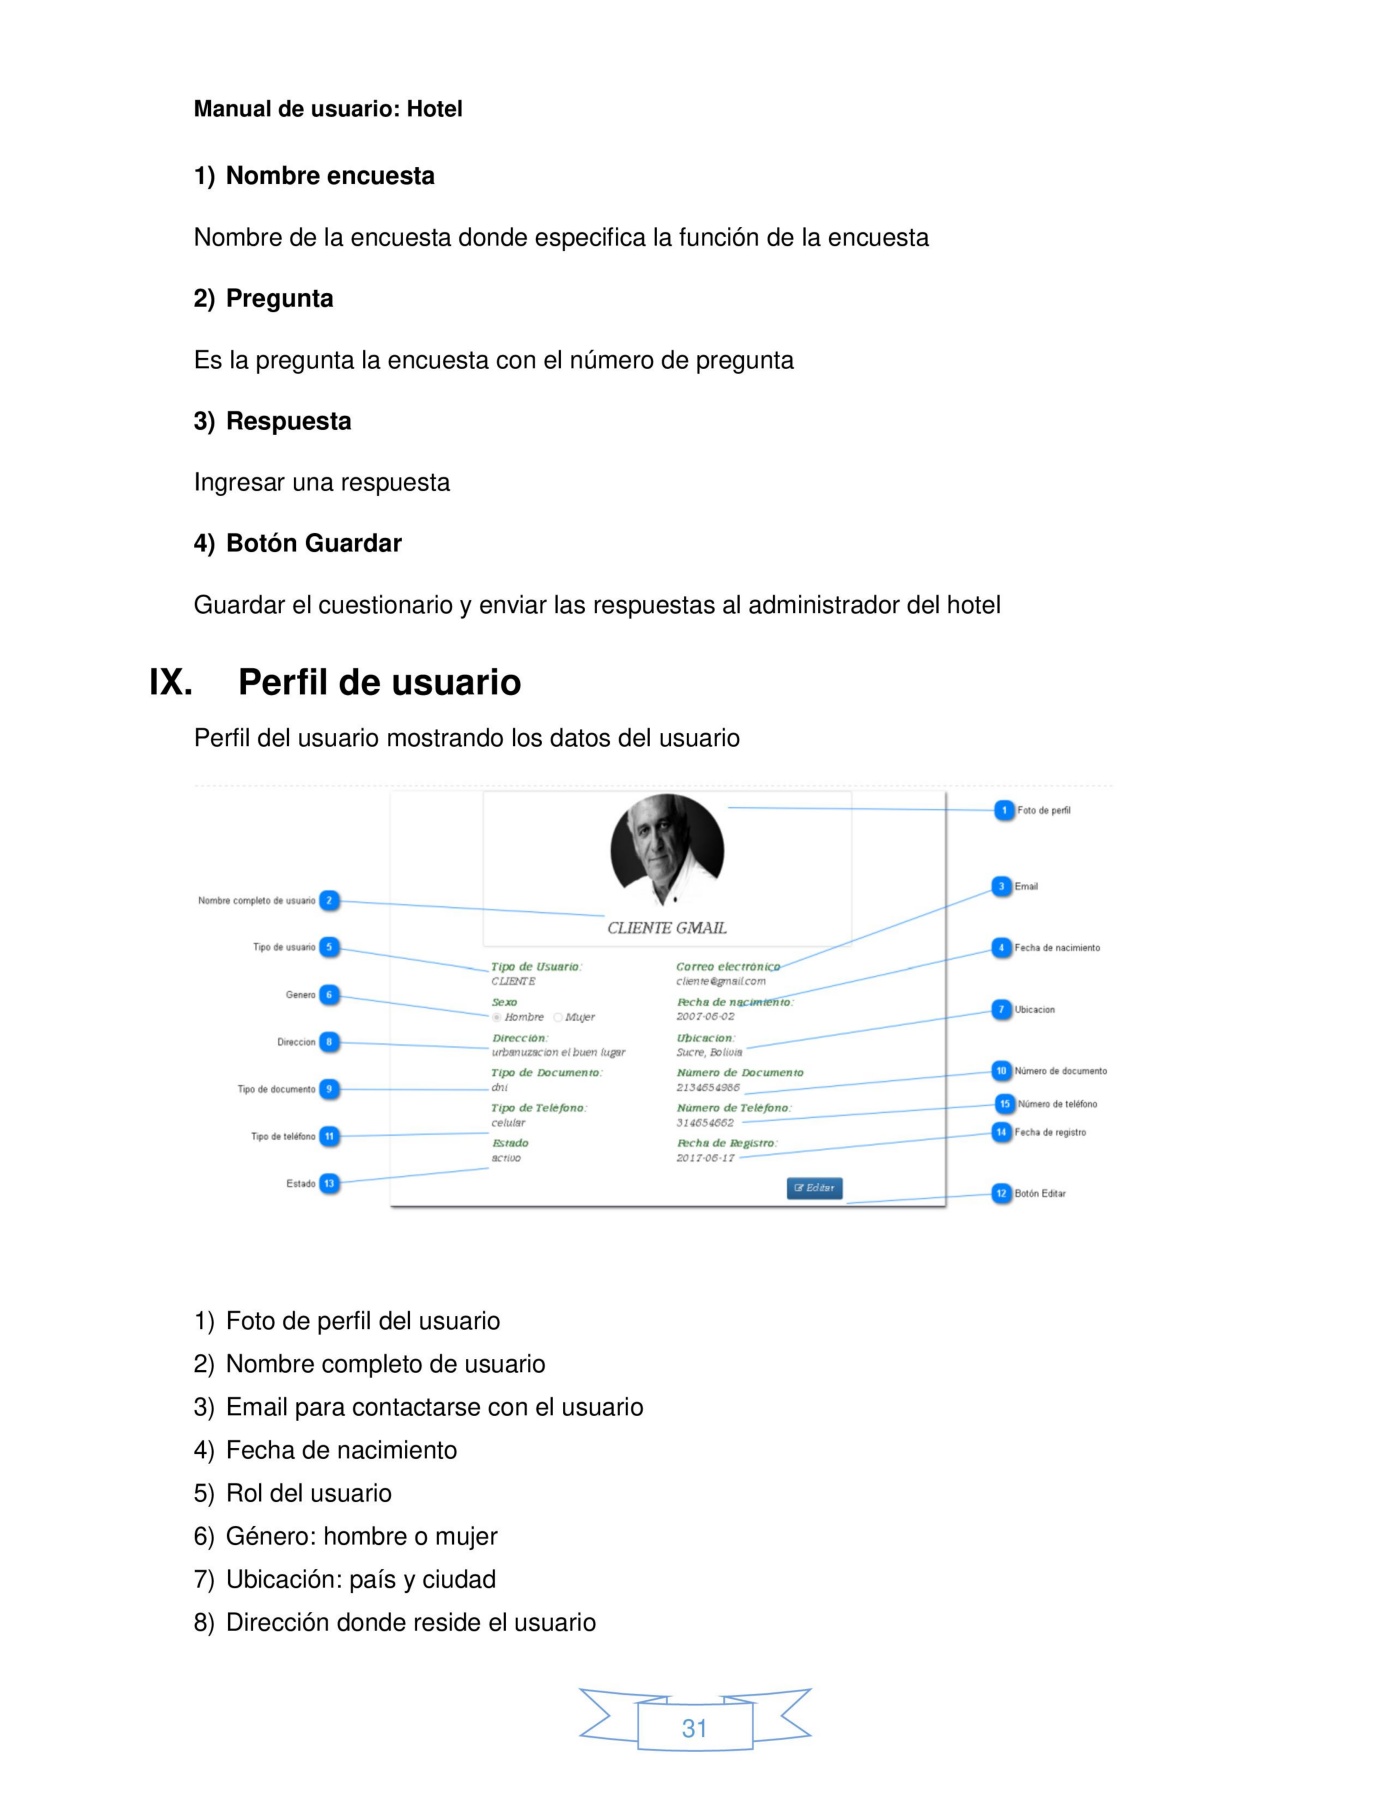 Manual de usuario: Hotel
1) Nombre encuesta
Nombre de la encuesta donde especifica la función de la encuesta
2) Pregunta
Es la pregunta la encuesta con el número de pregunta
3) Respuesta
Ingresar una respuesta
4) Botón Guardar
Guardar el cuestionario y enviar las respuestas al administrador del hotel
IX. Perfil de usuario
Perfil del usuario mostrando los datos del usuario
1 Foto de perfil
3 Email
Nombre completo de usuario 2
CLIENTE GMAIL
Tipo de usuario 5
4 Fecha de nacimiento
Tipo de Usuario: Correo electrónico
CLIENTE cliente@gmail.com
Genero 6
Sexo Fecha de nacimiento:
7 Ubicacion
Hombre Mujer 2007-06-02
Direccion 8
Dirección: Ubicacion:
urbanuzacion el buen lugar Sucre, Bolivia
Tipo de Documento: Número de Documento
10 Número de documento
Tipo de documento 9
dni 2134654986
15 Número de teléfono
Tipo de Teléfono: Número de Teléfono:
celular 314654662
Tipo de teléfono 11
14 Fecha de registro
Estado Fecha de Registro:
activo 2017-06-17
Estado 13
Editar
12 Botón Editar
1) Foto de perfil del usuario
2) Nombre completo de usuario
3) Email para contactarse con el usuario
4) Fecha de nacimiento
5) Rol del usuario
6) Género: hombre o mujer
7) Ubicación: país y ciudad
8) Dirección donde reside el usuario
31